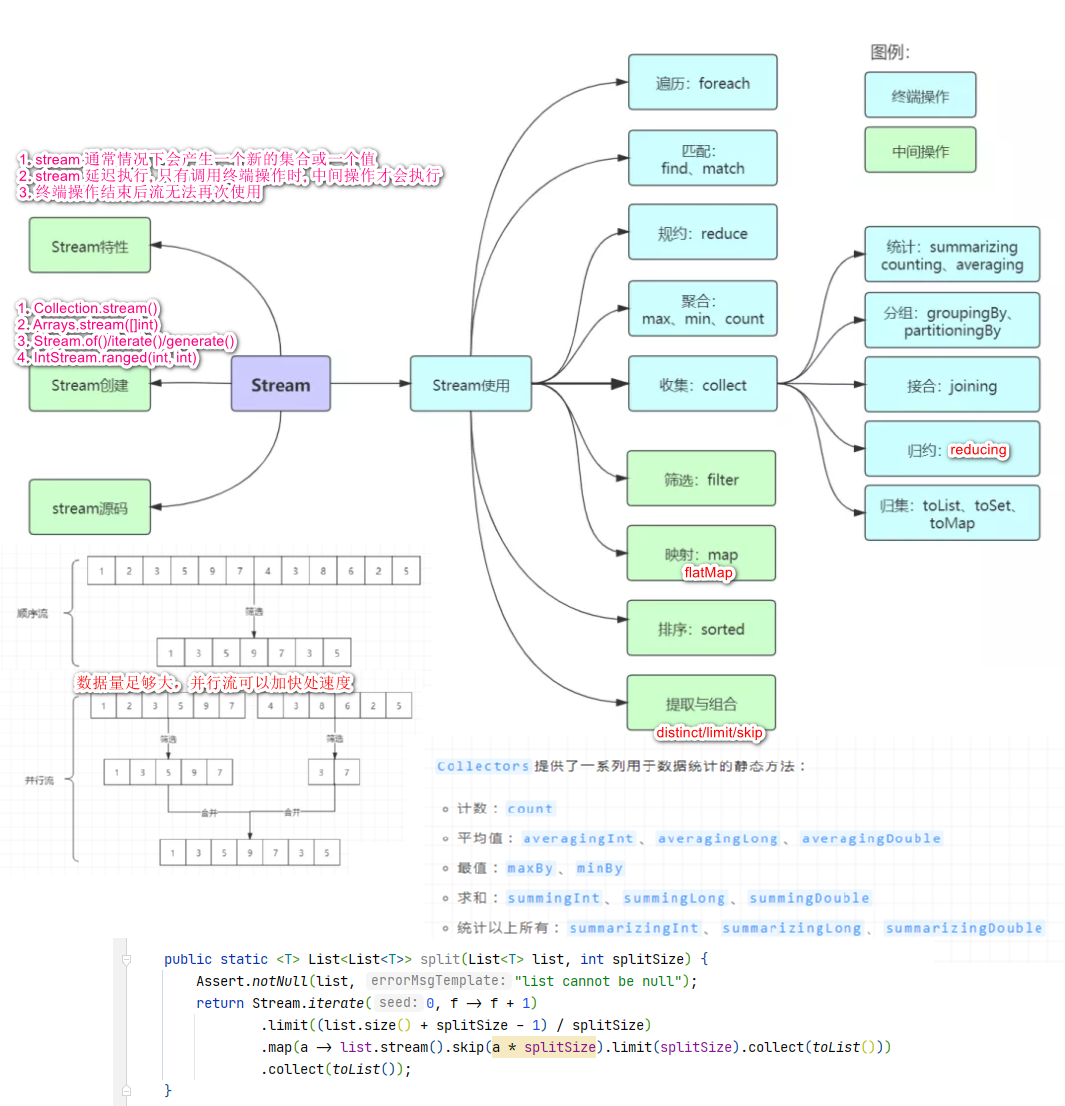 图例：
终端操作
中间操作
1. stream 通常情况下会产生一个新的集合或一个值
2. stream 延迟执行, 只有调用终端操作时, 中间操作才会执行
3. 终端操作结束后流无法再次使用
Stream特性
1. Collection.stream()
2. Arrays.stream([]int)
3. Stream.of()/iterate()/generate()
4. IntStream.ranged(int, int)
Stream创建
Stream
stream源码
Stream使用
遍历：foreach
匹配：
find、match
规约：reduce
聚合：
max、min、count
收集：collect
筛选：filter
映射：map
flatMap
排序：sorted
提取与组合
distinct/limit/skip
统计：summarizing
counting、averaging
分组：groupingBy、
partitioningBy
接合：joining
归约：reducing
归集：toList、toSet、
toMap
顺序流
1 2 3 5 9 7 4 3 8 6 2 5
筛选
1 3 5 9 7 3 5
数据量足够大，并行流可以加快处速度
并行流
1 2 3 5 9 7 4 3 8 6 2 5
筛选 筛选
1 3 5 9 7 3 7
合并 合并
1 3 5 9 7 3 5
Collectors 提供了一系列用于数据统计的静态方法：
计数：count
平均值：averagingInt、averagingLong、averagingDouble
最值：maxBy、minBy
求和：summingInt、summingLong、summingDouble
统计以上所有：summarizingInt、summarizingLong、summarizingDouble
public static <T> List<List<T>> split(List<T> list, int splitSize) {
Assert.notNull(list, errorMsgTemplate: "list cannot be null");
return Stream.iterate( seed: 0, f -> f + 1)
.limit((list.size() + splitSize - 1) / splitSize)
.map(a -> list.stream().skip(a * splitSize).limit(splitSize).collect(toList()))
.collect(toList());
}